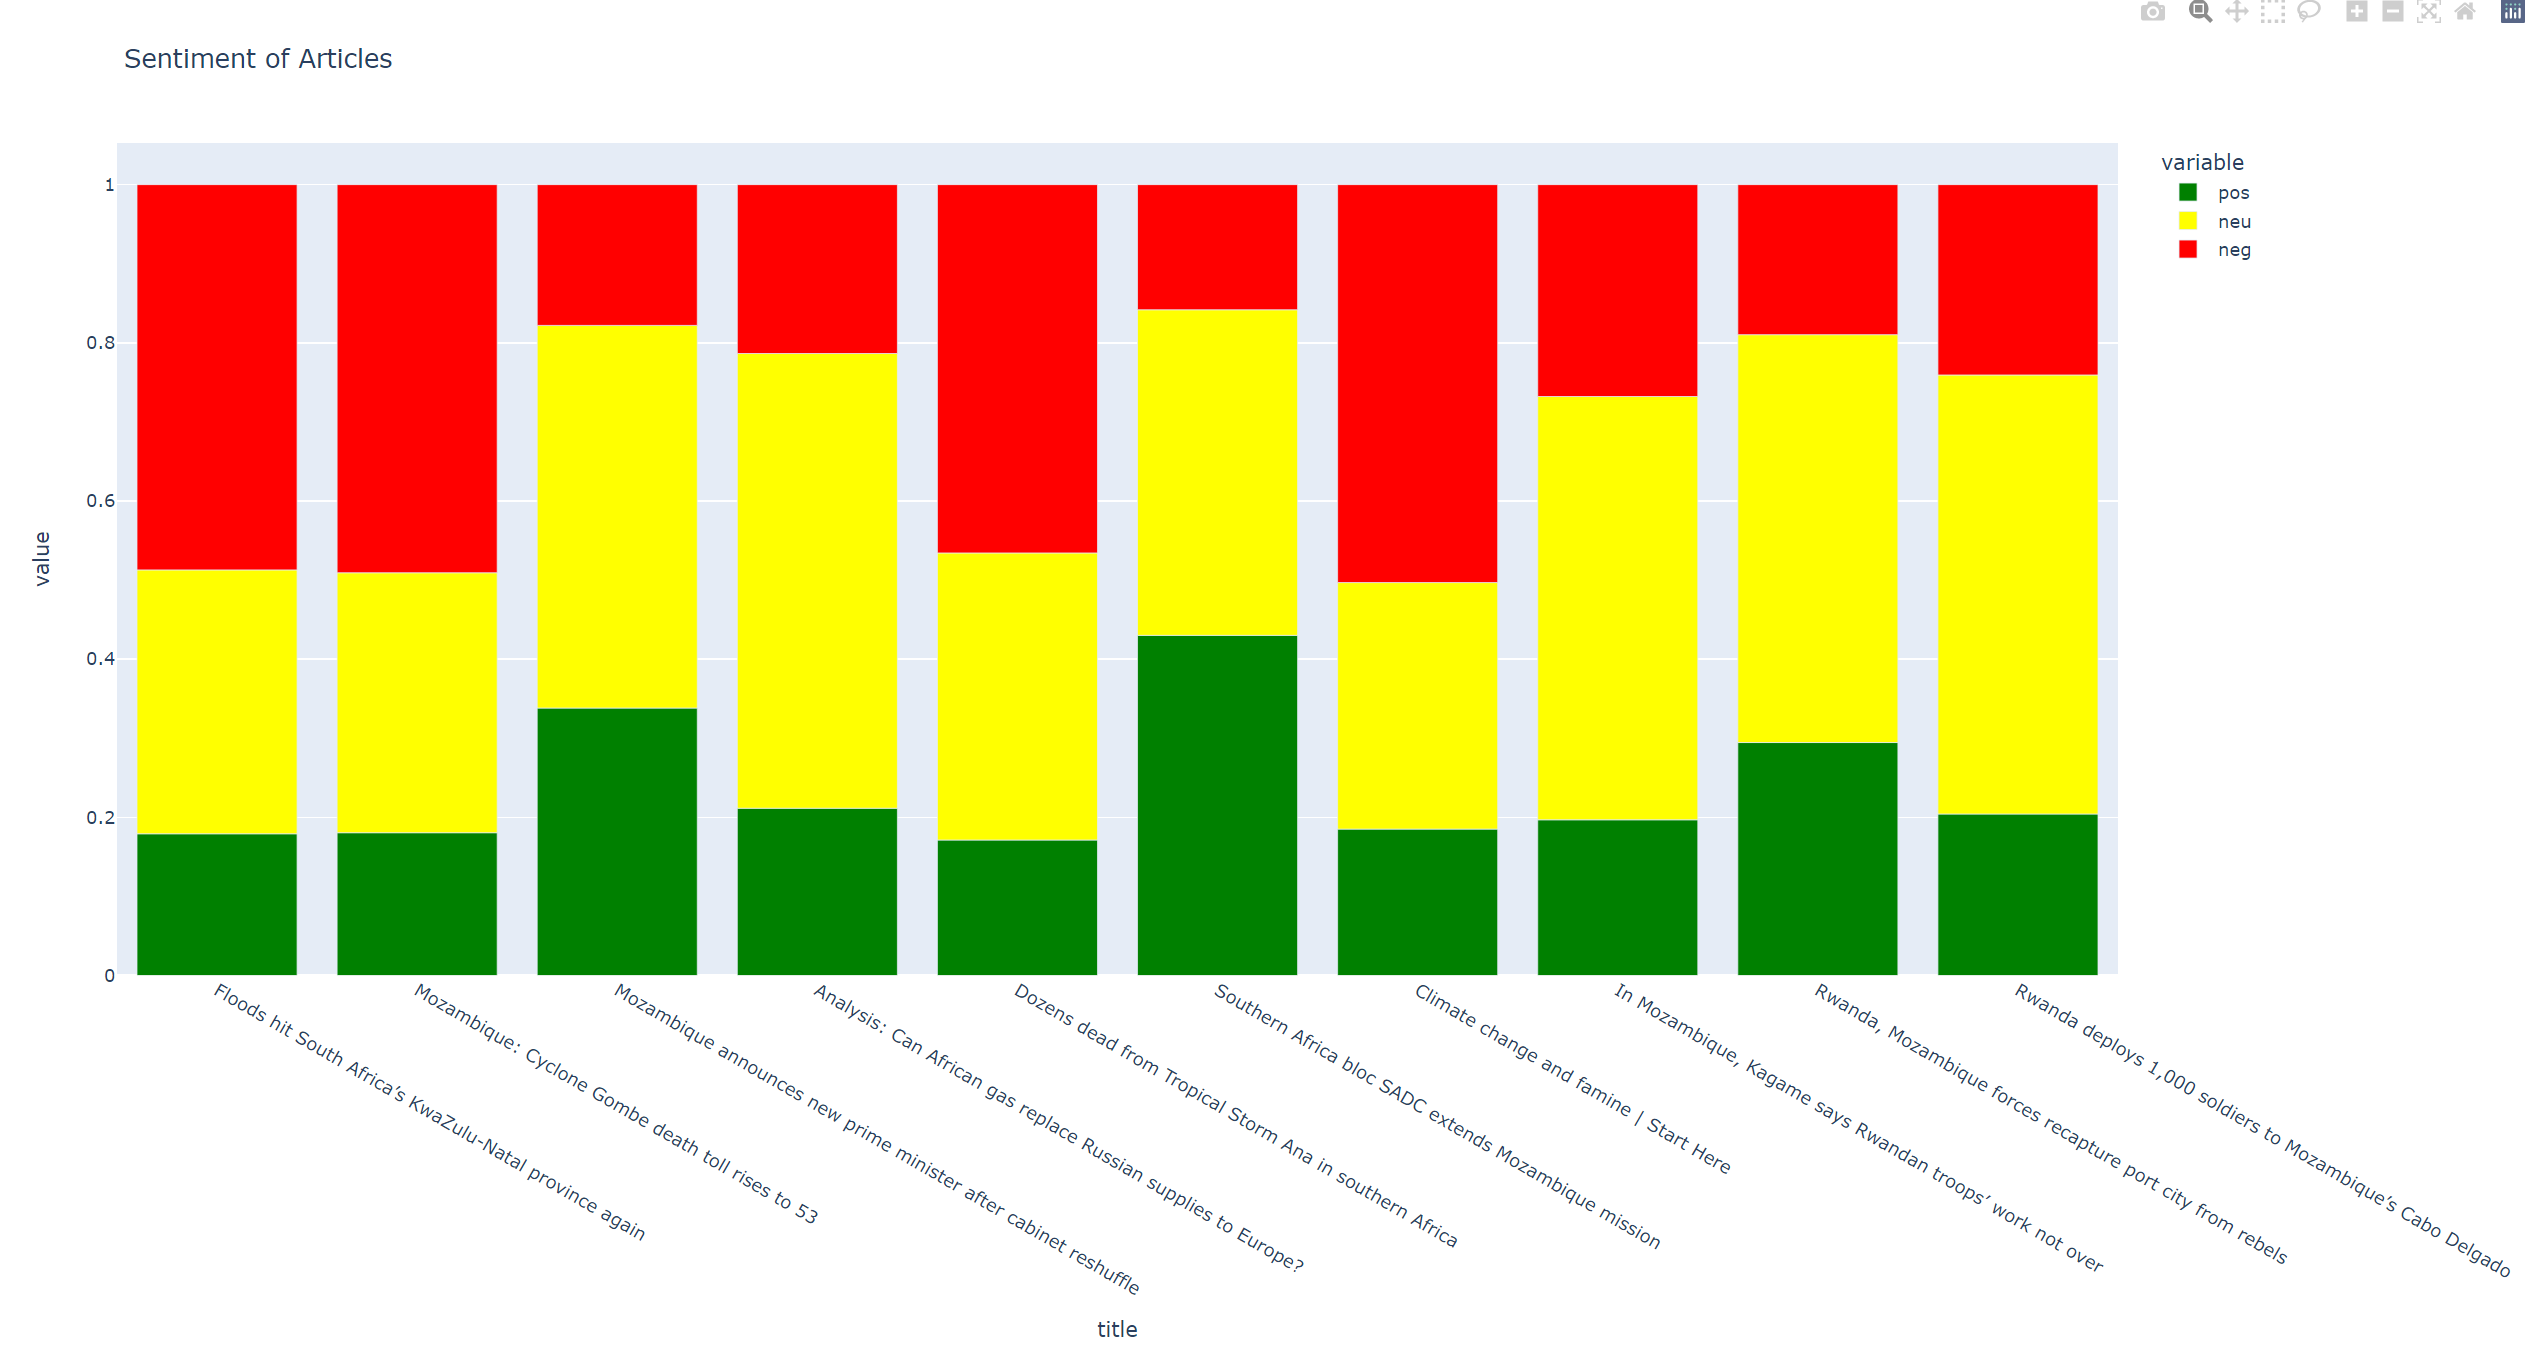 Sentiment of Articles
variable
pos
neu
neg
1
0.8
0.6
0.4
0.2
0
value
Floods hit South Africa’s KwaZulu-Natal province again
Mozambique: Cyclone Gombe death toll rises to 53
Mozambique announces new prime minister after cabinet reshuffle
Analysis: Can African gas replace Russian supplies to Europe?
Dozens dead from Tropical Storm Ana in southern Africa
Southern Africa bloc SADC extends Mozambique mission
Climate change and famine | Start Here
In Mozambique, Kagame says Rwandan troops’ work not over
Rwanda, Mozambique forces recapture port city from rebels
Rwanda deploys 1,000 soldiers to Mozambique’s Cabo Delgado
title